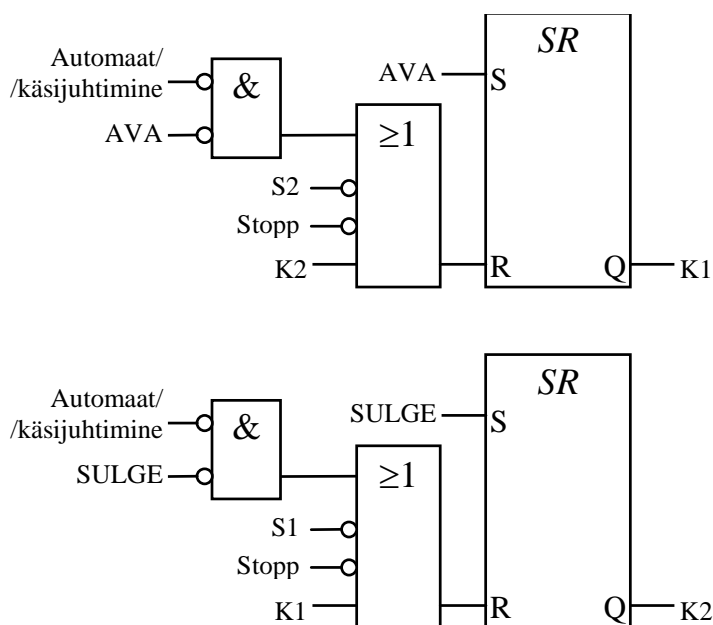 Automaat/
/käsijuhtimine
&
AVA
SR
S
AVA
≥1
S2
Stopp
K2
R
Q
K1
Automaat/
/käsijuhtimine
&
SULGE
SR
S
SULGE
≥1
S1
Stopp
K1
R
Q
K2